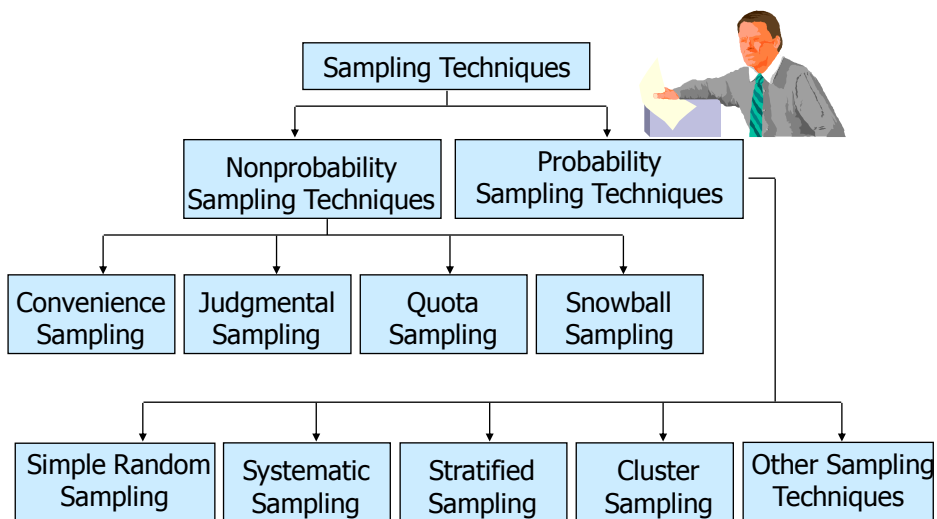 Sampling Techniques
Nonprobability
Sampling Techniques
Probability
Sampling Techniques
Convenience
Sampling
Judgmental
Sampling
Quota
Sampling
Snowball
Sampling
Simple Random
Sampling
Systematic
Sampling
Stratified
Sampling
Cluster
Sampling
Other Sampling
Techniques